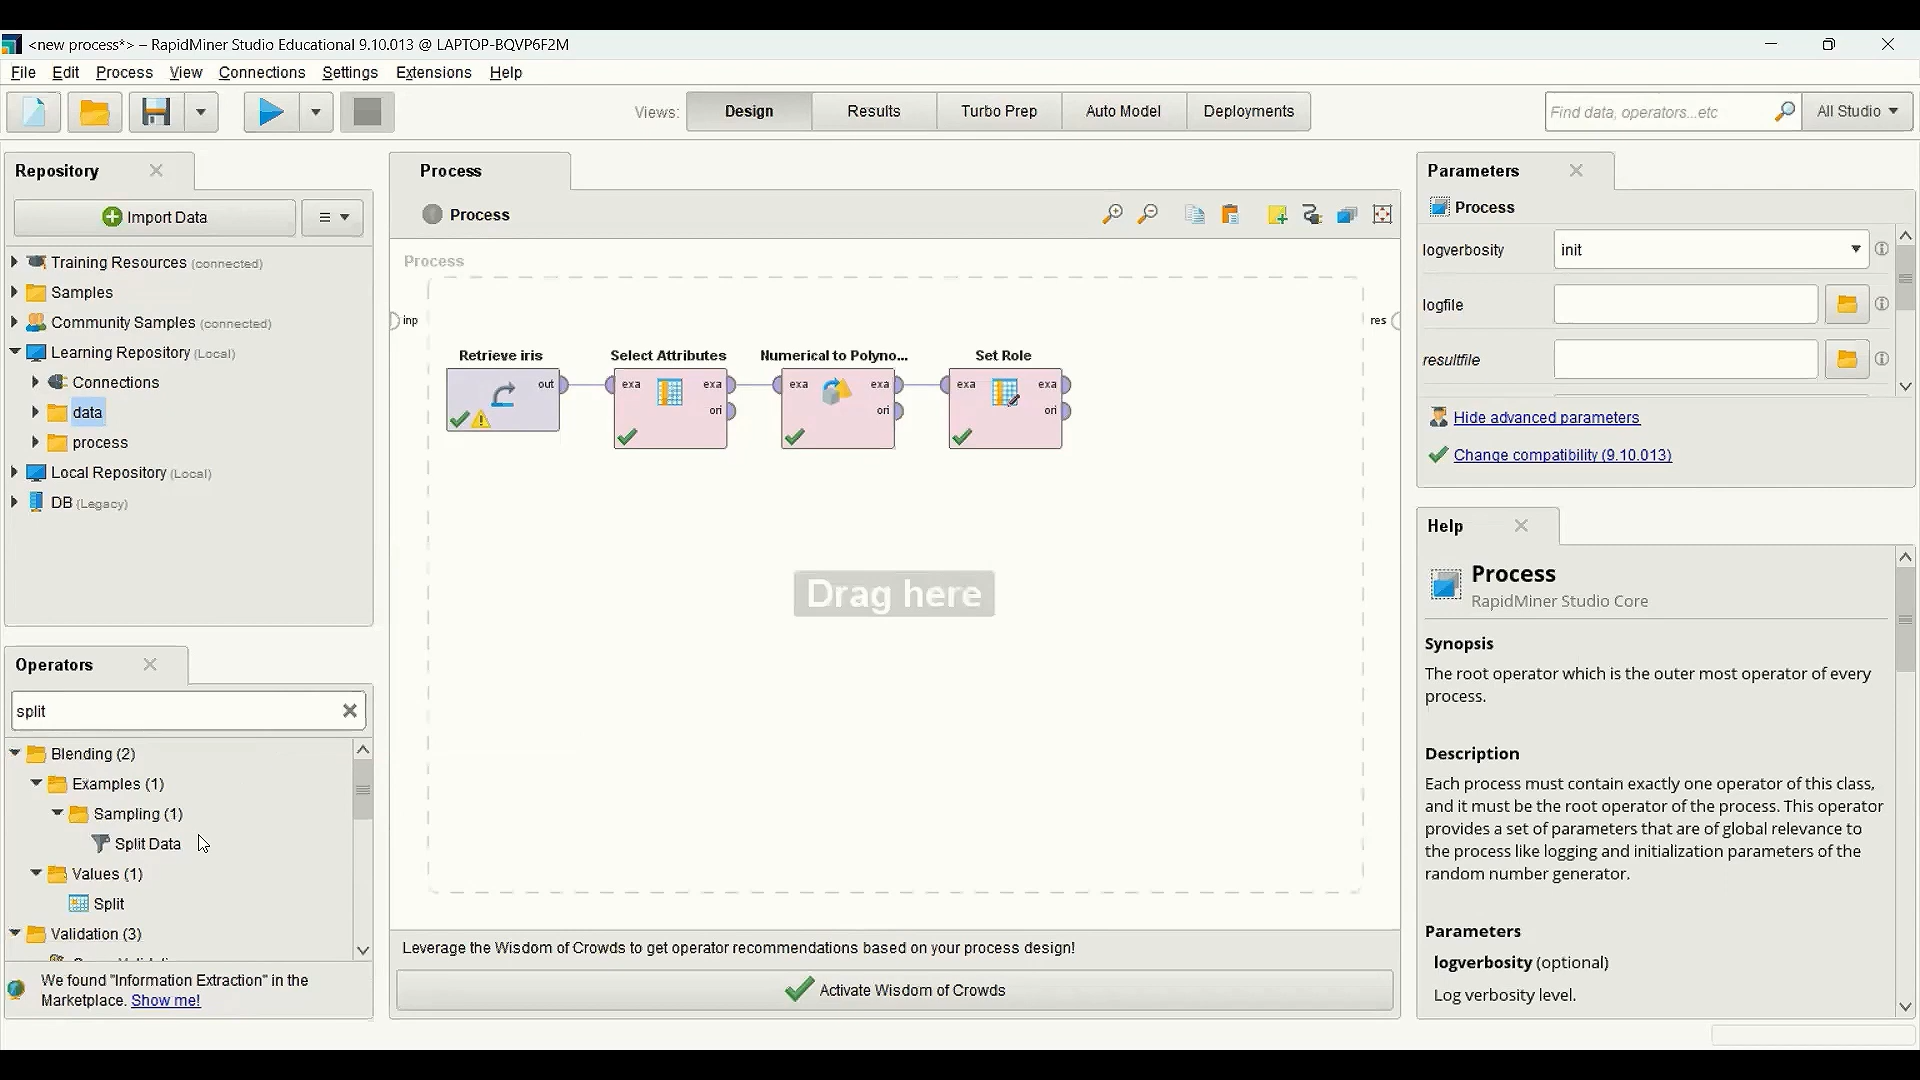 <new process*> – RapidMiner Studio Educational 9.10.013 @ LAPTOP-BQVP6F2M
File Edit Process View Connections Settings Extensions Help
Views: Design Results Turbo Prep Auto Model Deployments
Find data, operators...etc
All Studio
Repository
Import Data
Training Resources (connected)
Samples
Community Samples (connected)
Learning Repository (Local)
Connections
data
process
Local Repository (Local)
DB (Legacy)
Operators
split
Blending (2)
Examples (1)
Sampling (1)
Split Data
Values (1)
Split
Validation (3)
We found "Information Extraction" in the
Marketplace. Show me!
Process
Process
Process
inp
res
Retrieve iris
out
Select Attributes
exa exa
ori
Numerical to Polyno...
exa exa
ori
Set Role
exa exa
ori
Drag here
Leverage the Wisdom of Crowds to get operator recommendations based on your process design!
Activate Wisdom of Crowds
Parameters
Process
logverbosity init
logfile
resultfile
Hide advanced parameters
Change compatibility (9.10.013)
Help
Process
RapidMiner Studio Core
Synopsis
The root operator which is the outer most operator of every
process.
Description
Each process must contain exactly one operator of this class,
and it must be the root operator of the process. This operator
provides a set of parameters that are of global relevance to
the process like logging and initialization parameters of the
random number generator.
Parameters
logverbosity (optional)
Log verbosity level.